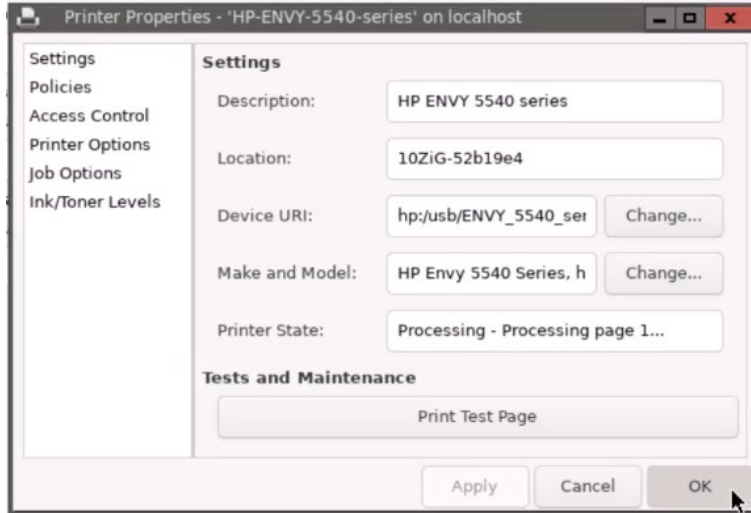 Printer Properties - 'HP-ENVY-5540-series' on localhost
Settings
Policies
Access Control
Printer Options
Job Options
Ink/Toner Levels
Settings
Description: HP ENVY 5540 series
Location: 10ZiG-52b19e4
Device URI: hp:/usb/ENVY_5540_ser Change...
Make and Model: HP Envy 5540 Series, h Change...
Printer State: Processing - Processing page 1...
Tests and Maintenance
Print Test Page
Apply Cancel OK